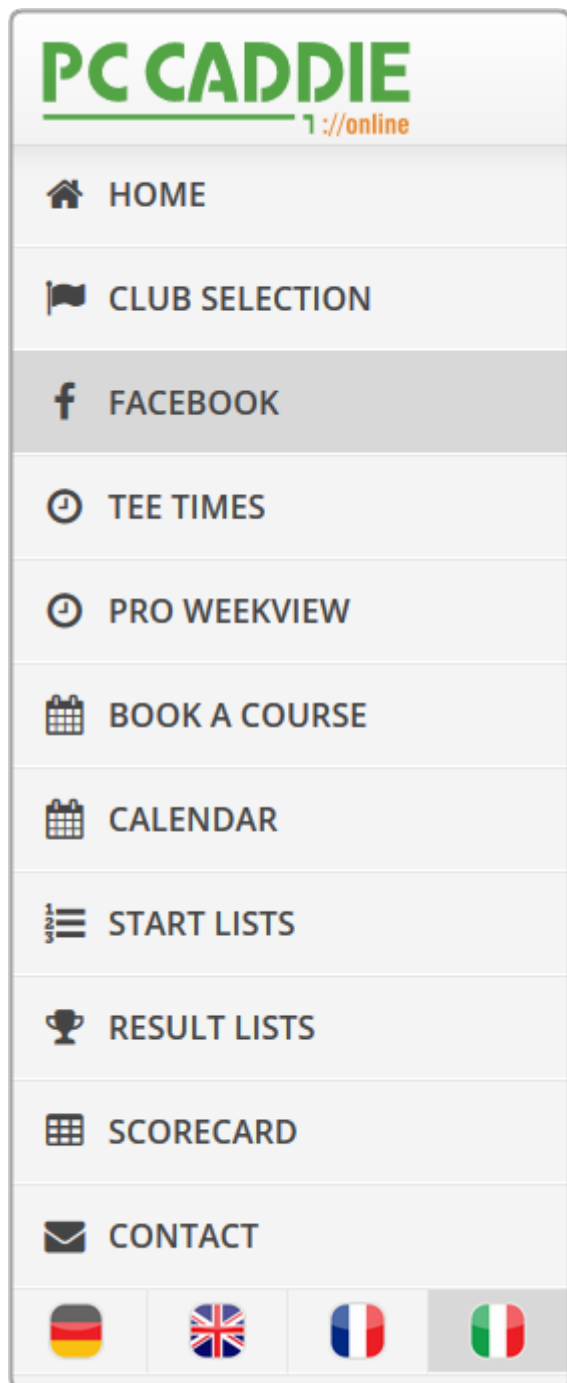 PC CADDIE
://online
HOME
CLUB SELECTION
FACEBOOK
TEE TIMES
PRO WEEKVIEW
BOOK A COURSE
CALENDAR
START LISTS
RESULT LISTS
SCORECARD
CONTACT